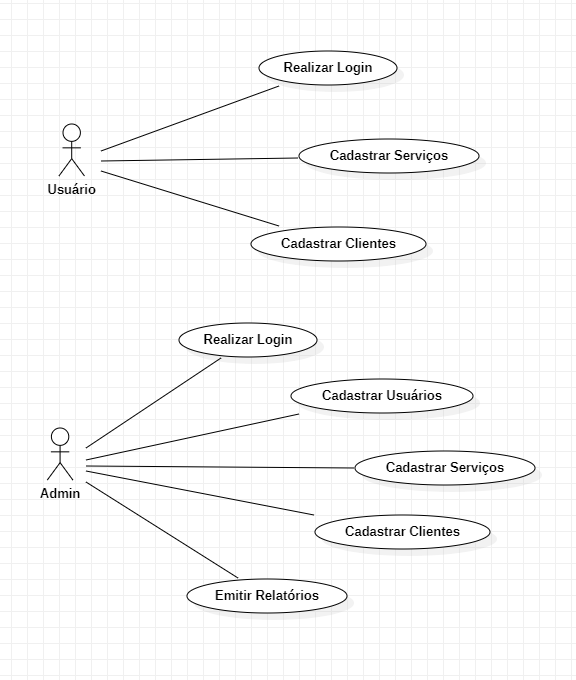 Realizar Login
Cadastrar Serviços
Usuário
Cadastrar Clientes
Realizar Login
Cadastrar Usuários
Cadastrar Serviços
Admin
Cadastrar Clientes
Emitir Relatórios